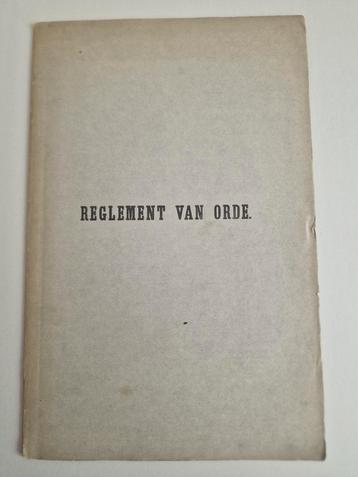 REGLEMENT VAN ORDE.